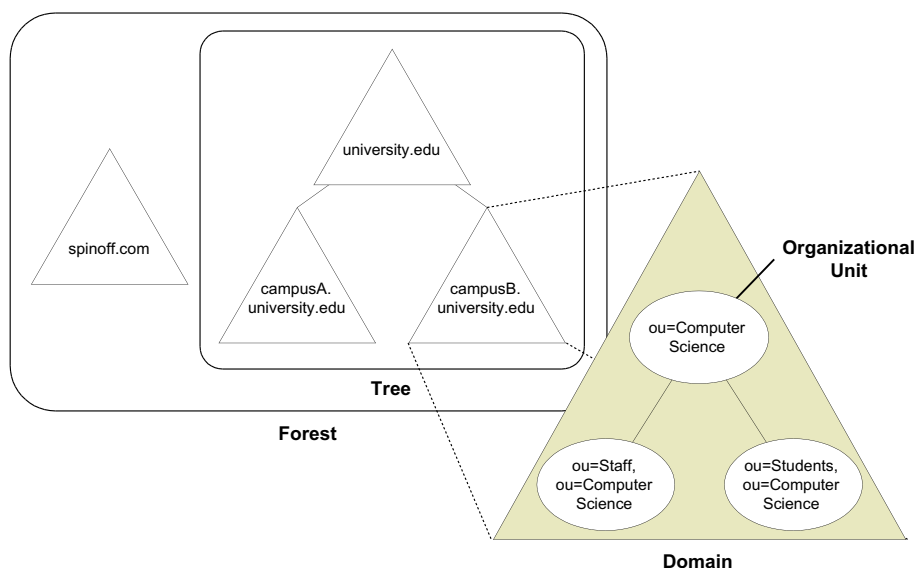 university.edu
spinoff.com
campusA.
university.edu
campusB.
university.edu
Tree
Forest
Organizational
Unit
ou=Computer
Science
ou=Staff,
ou=Computer
Science
ou=Students,
ou=Computer
Science
Domain